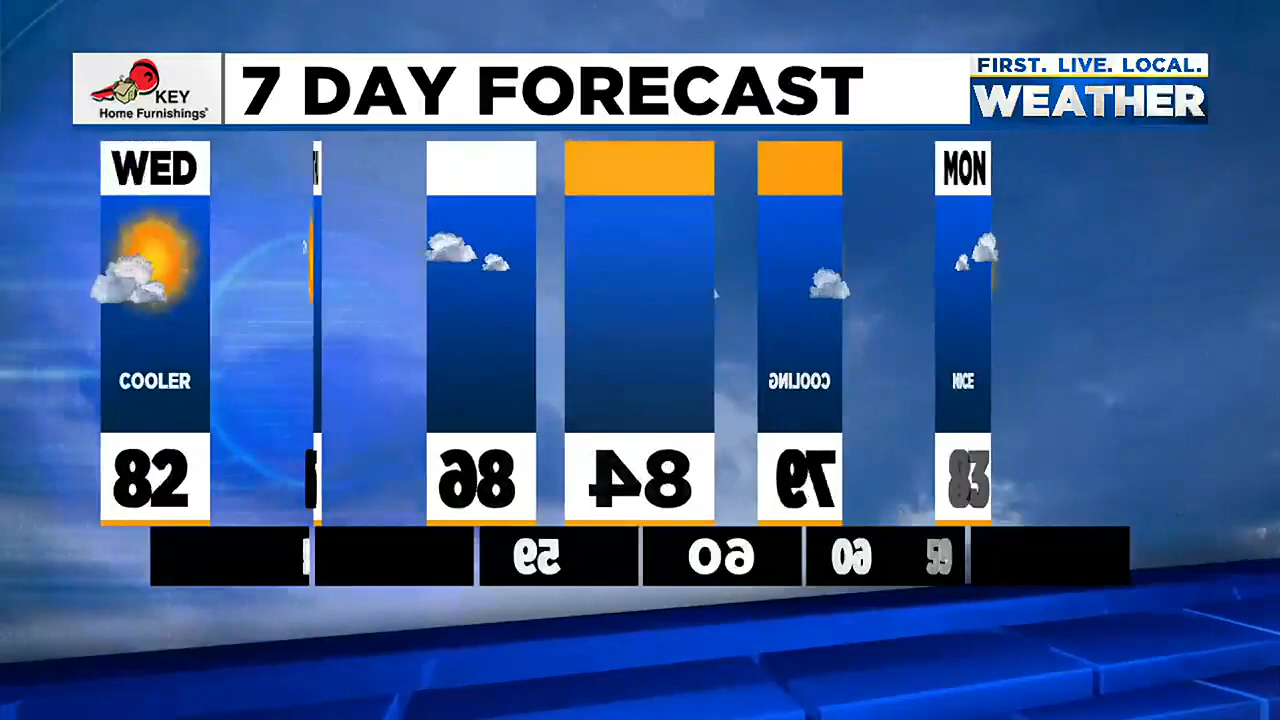 KEY
Home Furnishings
7 DAY FORECAST
FIRST. LIVE. LOCAL.
WEATHER
WED
MON
COOLER
COOLING
NICE
82
86
84
79
83
59
60
60